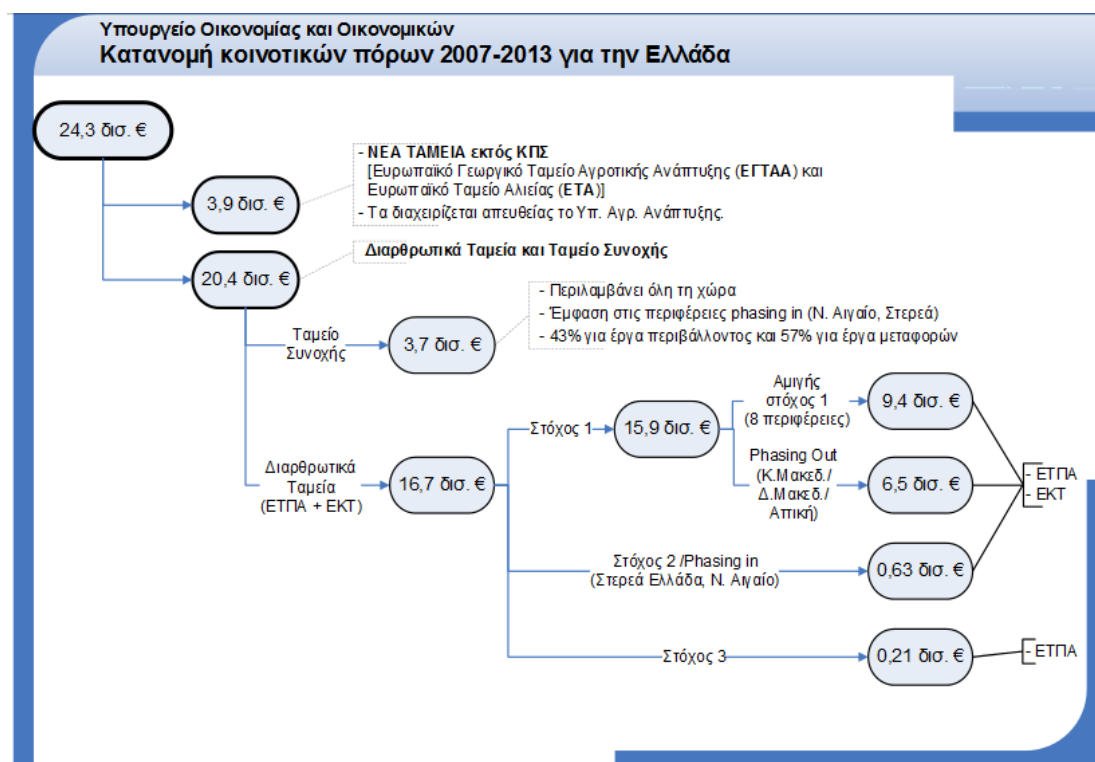 Υπουργείο Οικονομίας και Οικονομικών
Κατανομή κοινοτικών πόρων 2007-2013 για την Ελλάδα
24,3 δισ. €
- ΝΕΑ ΤΑΜΕΙΑ εκτός ΚΠΣ
[Ευρωπαϊκό Γεωργικό Ταμείο Αγροτικής Ανάπτυξης (ΕΓΤΑΑ) και
Ευρωπαϊκό Ταμείο Αλιείας (ΕΤΑ)]
- Τα διαχειρίζεται απευθείας το Υπ. Αγρ. Ανάπτυξης.
3,9 δισ. €
Διαρθρωτικά Ταμεία και Ταμείο Συνοχής
20,4 δισ. €
- Περιλαμβάνει όλη τη χώρα
- Έμφαση στις περιφέρειες phasing in (Ν. Αιγαίο, Στερεά)
- 43% για έργα περιβάλλοντος και 57% για έργα μεταφορών
Ταμείο
Συνοχής
3,7 δισ. €
Αμιγής
στόχος 1
(8 περιφέρειες)
9,4 δισ. €
Στόχος 1
15,9 δισ. €
Phasing Out
(Κ.Μακεδ./
Δ.Μακεδ./
Αττική)
6,5 δισ. €
- ΕΤΠΑ
- ΕΚΤ
Διαρθρωτικά
Ταμεία
(ΕΤΠΑ + ΕΚΤ)
16,7 δισ. €
Στόχος 2 /Phasing in
(Στερεά Ελλάδα, Ν. Αιγαίο)
0,63 δισ. €
Στόχος 3
0,21 δισ. €
- ΕΤΠΑ